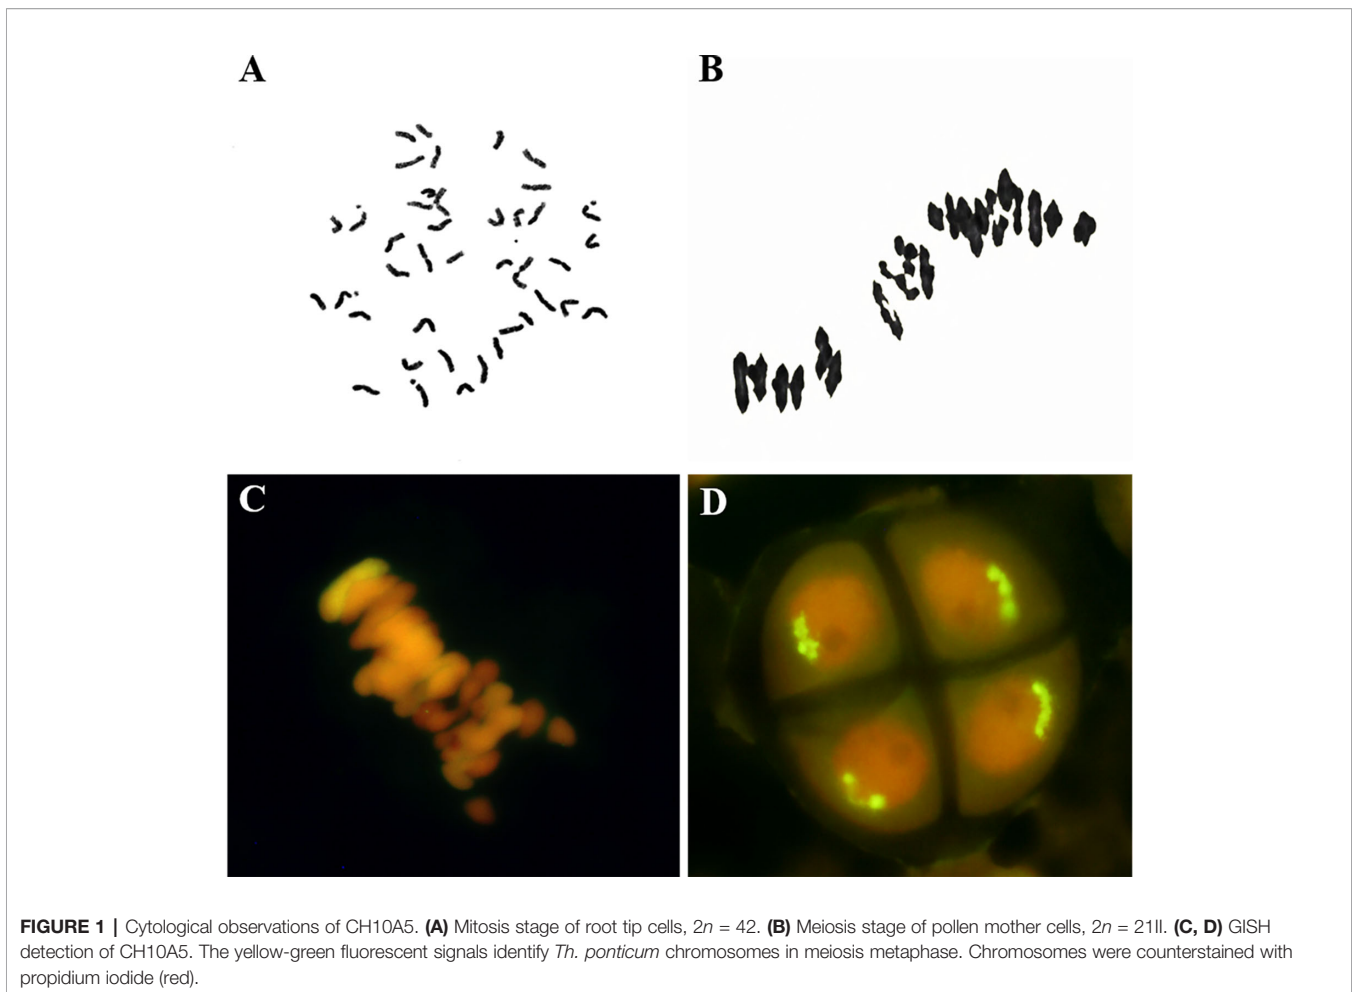 A
B
C
D
FIGURE 1 | Cytological observations of CH10A5. (A) Mitosis stage of root tip cells, 2n = 42. (B) Meiosis stage of pollen mother cells, 2n = 21II. (C, D) GISH
detection of CH10A5. The yellow-green fluorescent signals identify Th. ponticum chromosomes in meiosis metaphase. Chromosomes were counterstained with
propidium iodide (red).